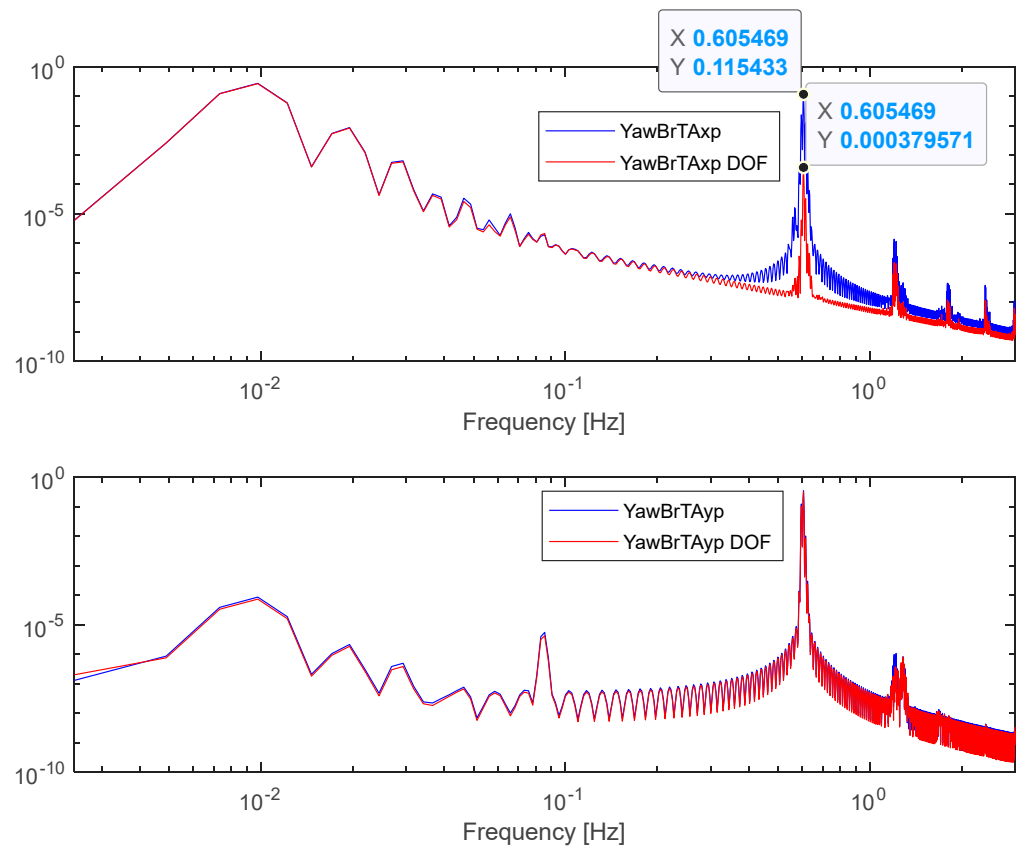 X 0.605469
Y 0.115433
X 0.605469
Y 0.000379571
10^0
10^-5
10^-10
YawBrTAxp
YawBrTAxp DOF
10^-2
10^-1
10^0
Frequency [Hz]
10^0
10^-5
10^-10
YawBrTAyp
YawBrTAyp DOF
10^-2
10^-1
10^0
Frequency [Hz]